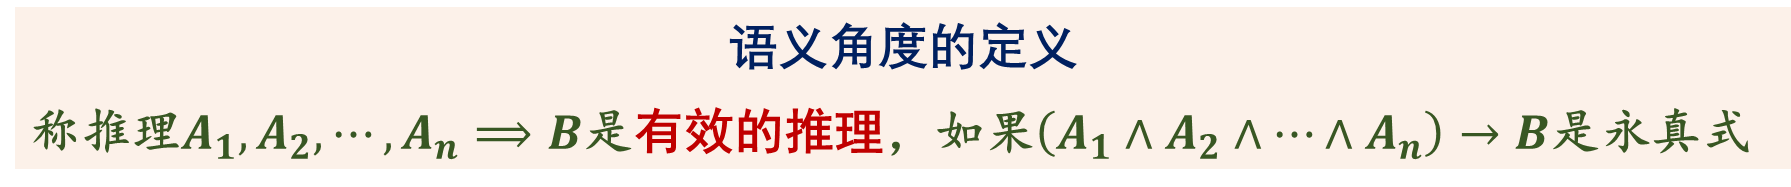 语义角度的定义
称推理A₁, A₂, ⋯, Aₙ ⟹ B是有效的推理，如果(A₁ ∧ A₂ ∧ ⋯ ∧ Aₙ) → B是永真式